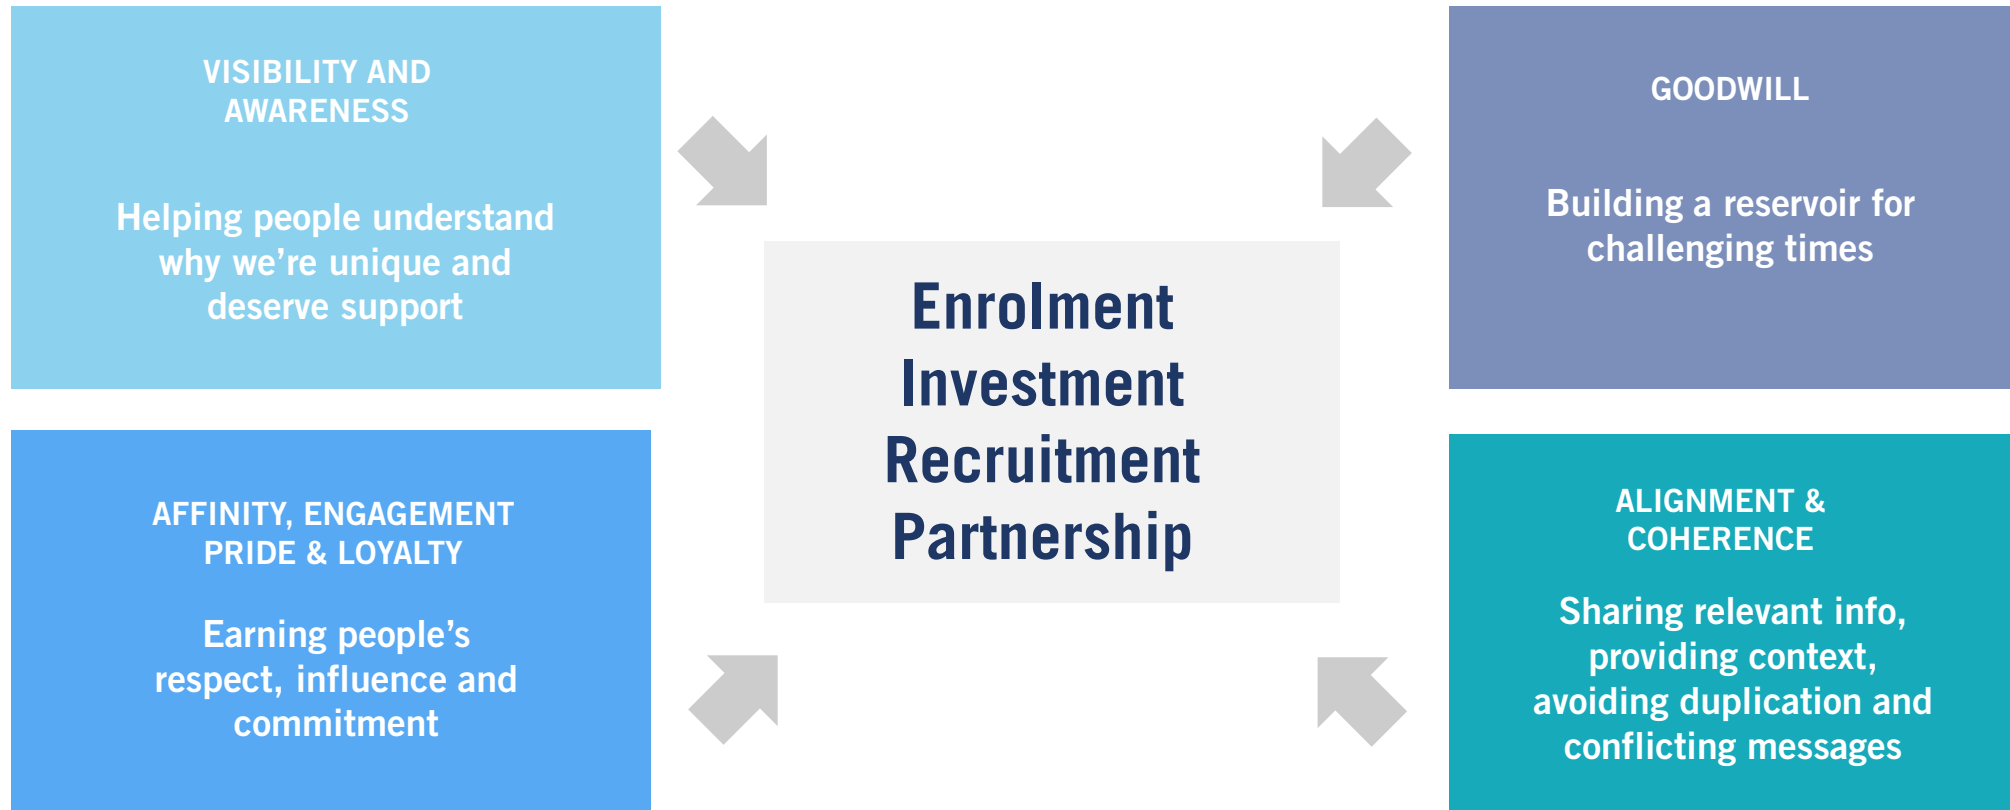 VISIBILITY AND
AWARENESS
Helping people understand
why we’re unique and
deserve support
GOODWILL
Building a reservoir for
challenging times
Enrolment
Investment
Recruitment
Partnership
AFFINITY, ENGAGEMENT
PRIDE & LOYALTY
Earning people’s
respect, influence and
commitment
ALIGNMENT &
COHERENCE
Sharing relevant info,
providing context,
avoiding duplication and
conflicting messages